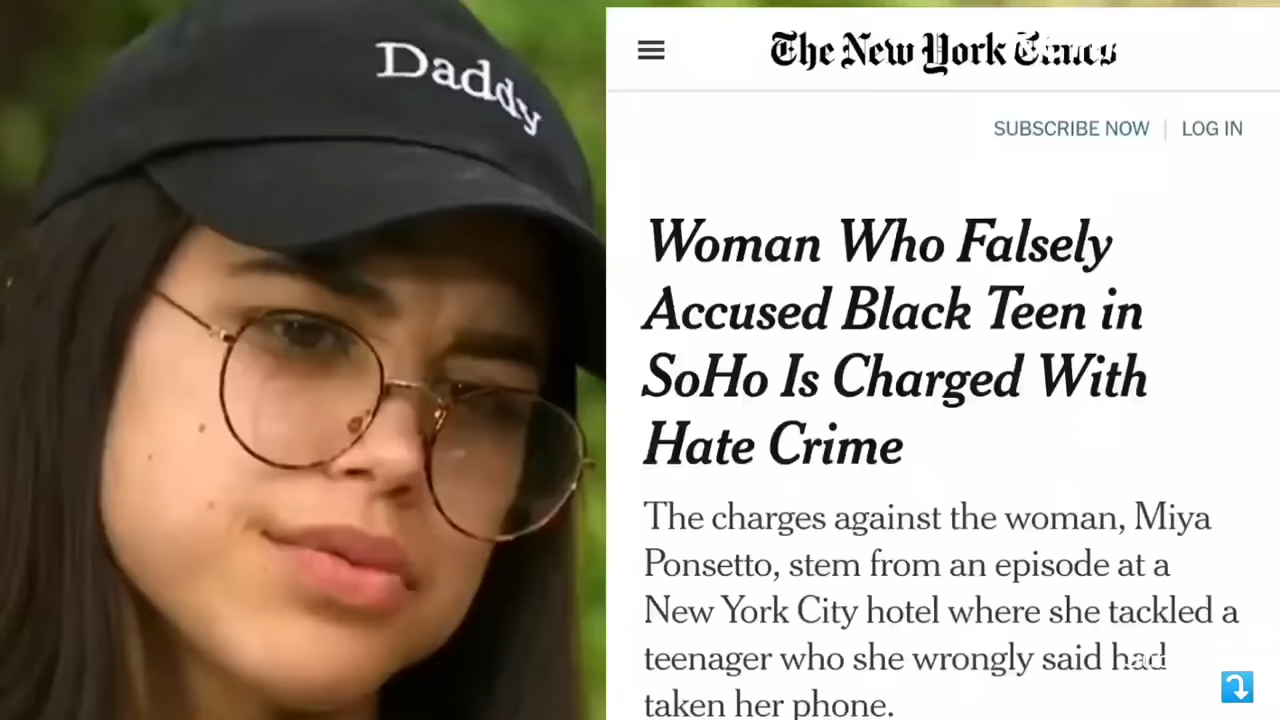 Daddy
The New York Times
SUBSCRIBE NOW | LOG IN
Woman Who Falsely
Accused Black Teen in
SoHo Is Charged With
Hate Crime
The charges against the woman, Miya
Ponsetto, stem from an episode at a
New York City hotel where she tackled a
teenager who she wrongly said had
taken her phone.